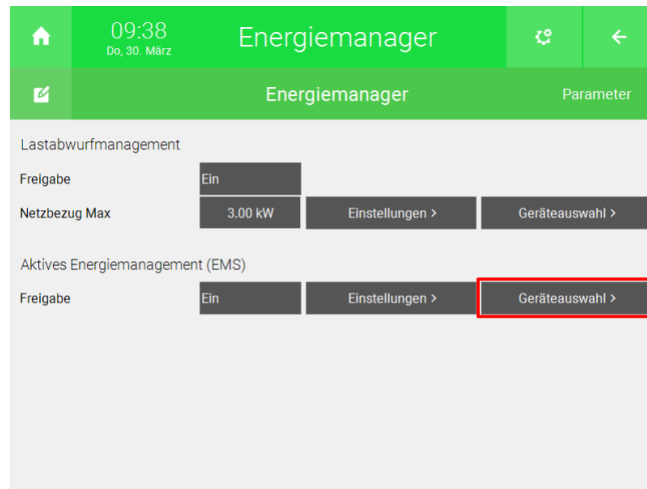 09:38
Do, 30. März
Energiemanager
Energiemanager
Parameter
Lastabwurfmanagement
Freigabe Ein
Netzbezug Max 3.00 kW Einstellungen > Geräteauswahl >
Aktives Energiemanagement (EMS)
Freigabe Ein Einstellungen > Geräteauswahl >